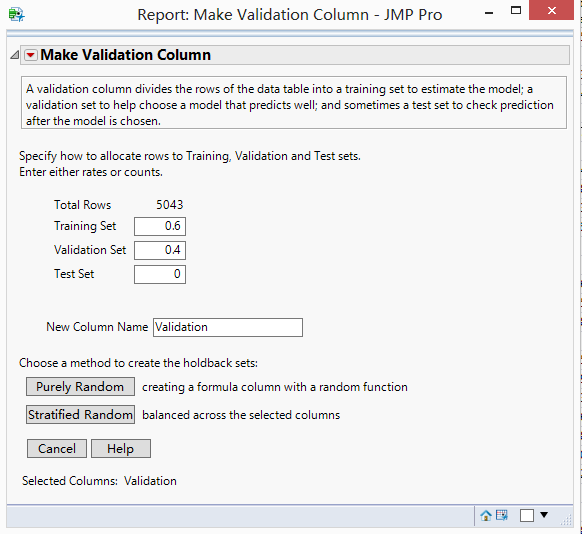 Report: Make Validation Column - JMP Pro
Make Validation Column
A validation column divides the rows of the data table into a training set to estimate the model; a
validation set to help choose a model that predicts well; and sometimes a test set to check prediction
after the model is chosen.
Specify how to allocate rows to Training, Validation and Test sets.
Enter either rates or counts.
Total Rows 5043
Training Set 0.6
Validation Set 0.4
Test Set 0
New Column Name Validation
Choose a method to create the holdback sets:
Purely Random creating a formula column with a random function
Stratified Random balanced across the selected columns
Cancel Help
Selected Columns: Validation